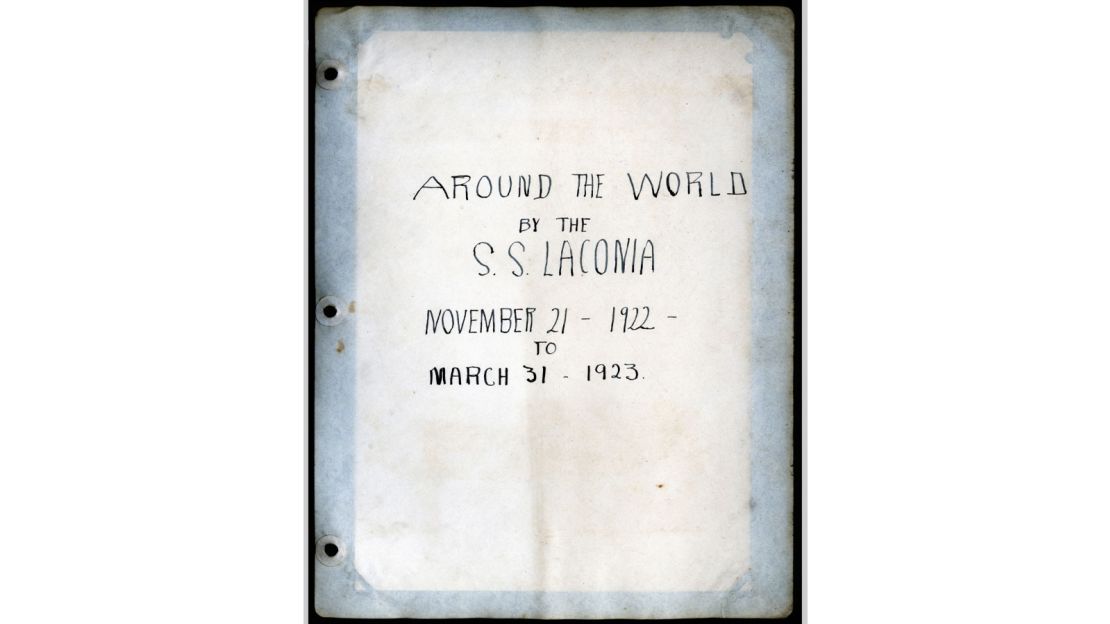 AROUND THE WORLD
BY THE
S. S. LACONIA
NOVEMBER 21 - 1922 -
TO
MARCH 31 - 1923.